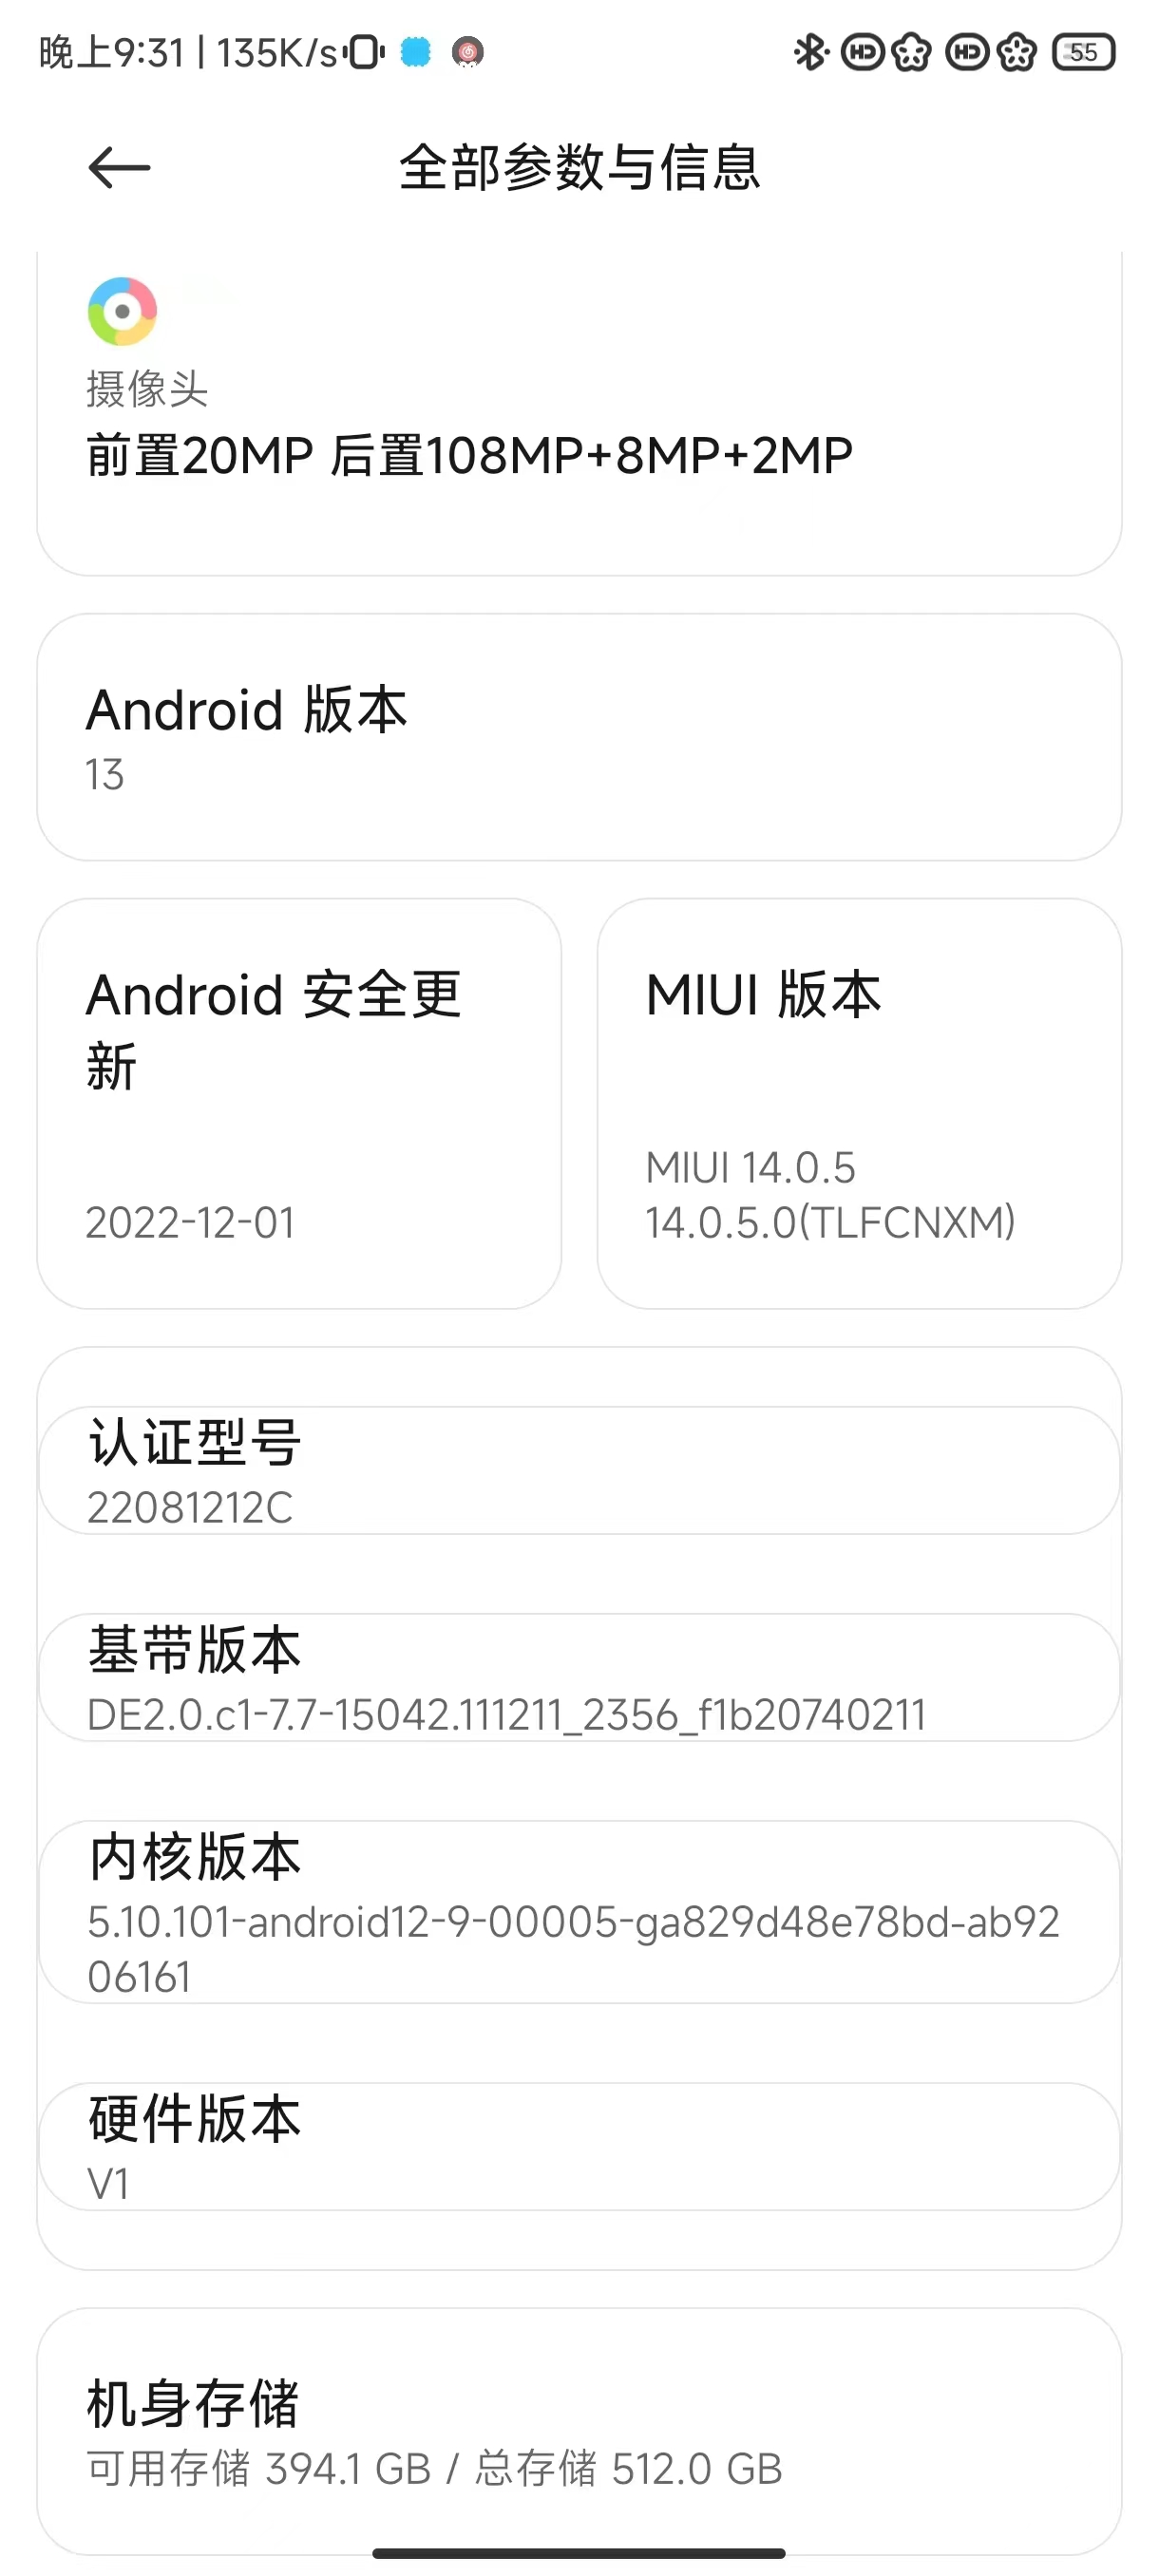 晚上9:31 | 135K/s
HD HD 55
全部参数与信息
摄像头
前置20MP 后置108MP+8MP+2MP
Android 版本
13
Android 安全更
新
2022-12-01
MIUI 版本
MIUI 14.0.5
14.0.5.0(TLFCNXM)
认证型号
22081212C
基带版本
DE2.0.c1-7.7-15042.111211_2356_f1b20740211
内核版本
5.10.101-android12-9-00005-ga829d48e78bd-ab92
06161
硬件版本
V1
机身存储
可用存储 394.1 GB / 总存储 512.0 GB